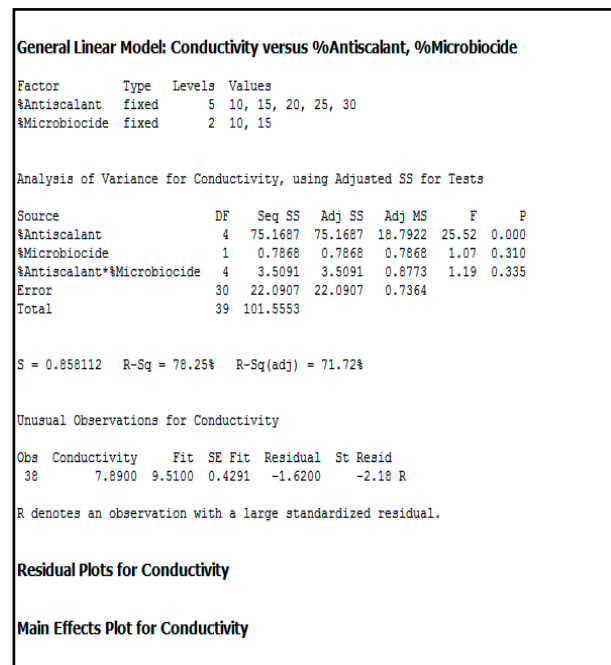 General Linear Model: Conductivity versus %Antiscalant, %Microbiocide
Factor Type Levels Values
%Antiscalant fixed 5 10, 15, 20, 25, 30
%Microbiocide fixed 2 10, 15
Analysis of Variance for Conductivity, using Adjusted SS for Tests
Source DF Seq SS Adj SS Adj MS F P
%Antiscalant 4 75.1687 75.1687 18.7922 25.52 0.000
%Microbiocide 1 0.7868 0.7868 0.7868 1.07 0.310
%Antiscalant*%Microbiocide 4 3.5091 3.5091 0.8773 1.19 0.335
Error 30 22.0907 22.0907 0.7364
Total 39 101.5553
S = 0.858112 R-Sq = 78.25% R-Sq(adj) = 71.72%
Unusual Observations for Conductivity
Obs Conductivity Fit SE Fit Residual St Resid
38 7.8900 9.5100 0.4291 -1.6200 -2.18 R
R denotes an observation with a large standardized residual.
Residual Plots for Conductivity
Main Effects Plot for Conductivity